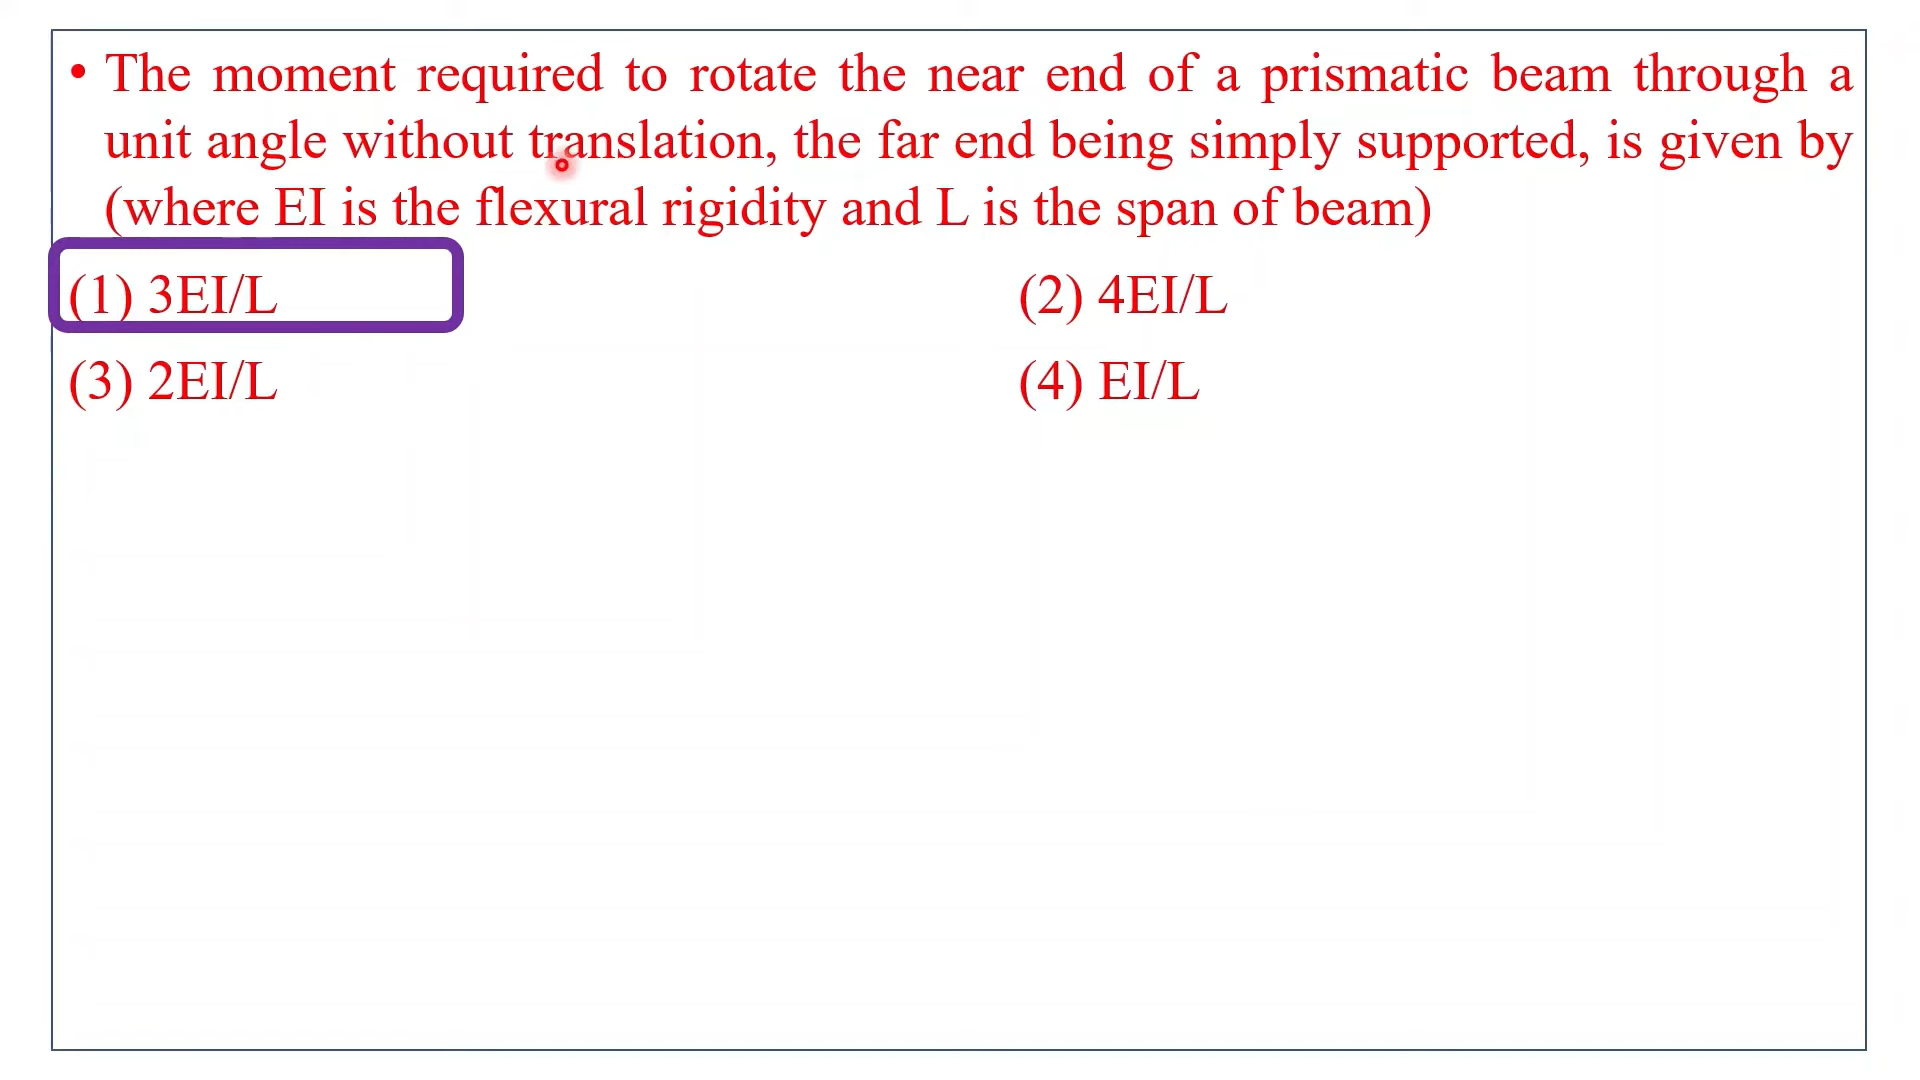 • The moment required to rotate the near end of a prismatic beam through a
unit angle without translation, the far end being simply supported, is given by
(where EI is the flexural rigidity and L is the span of beam)
(1) 3EI/L (2) 4EI/L
(3) 2EI/L (4) EI/L